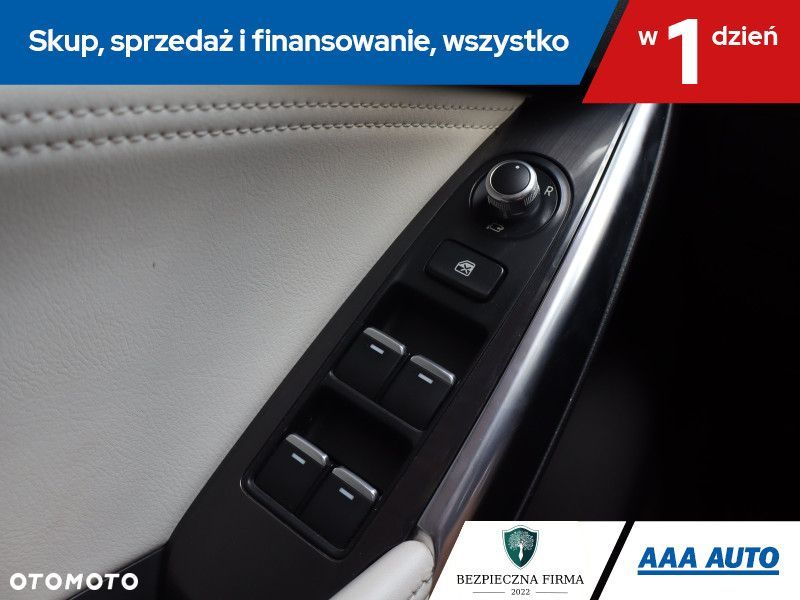 Skup, sprzedaż i finansowanie, wszystko
w 1 dzień
R
BEZPIECZNA FIRMA
2022
AAA AUTO
OTOMOTO